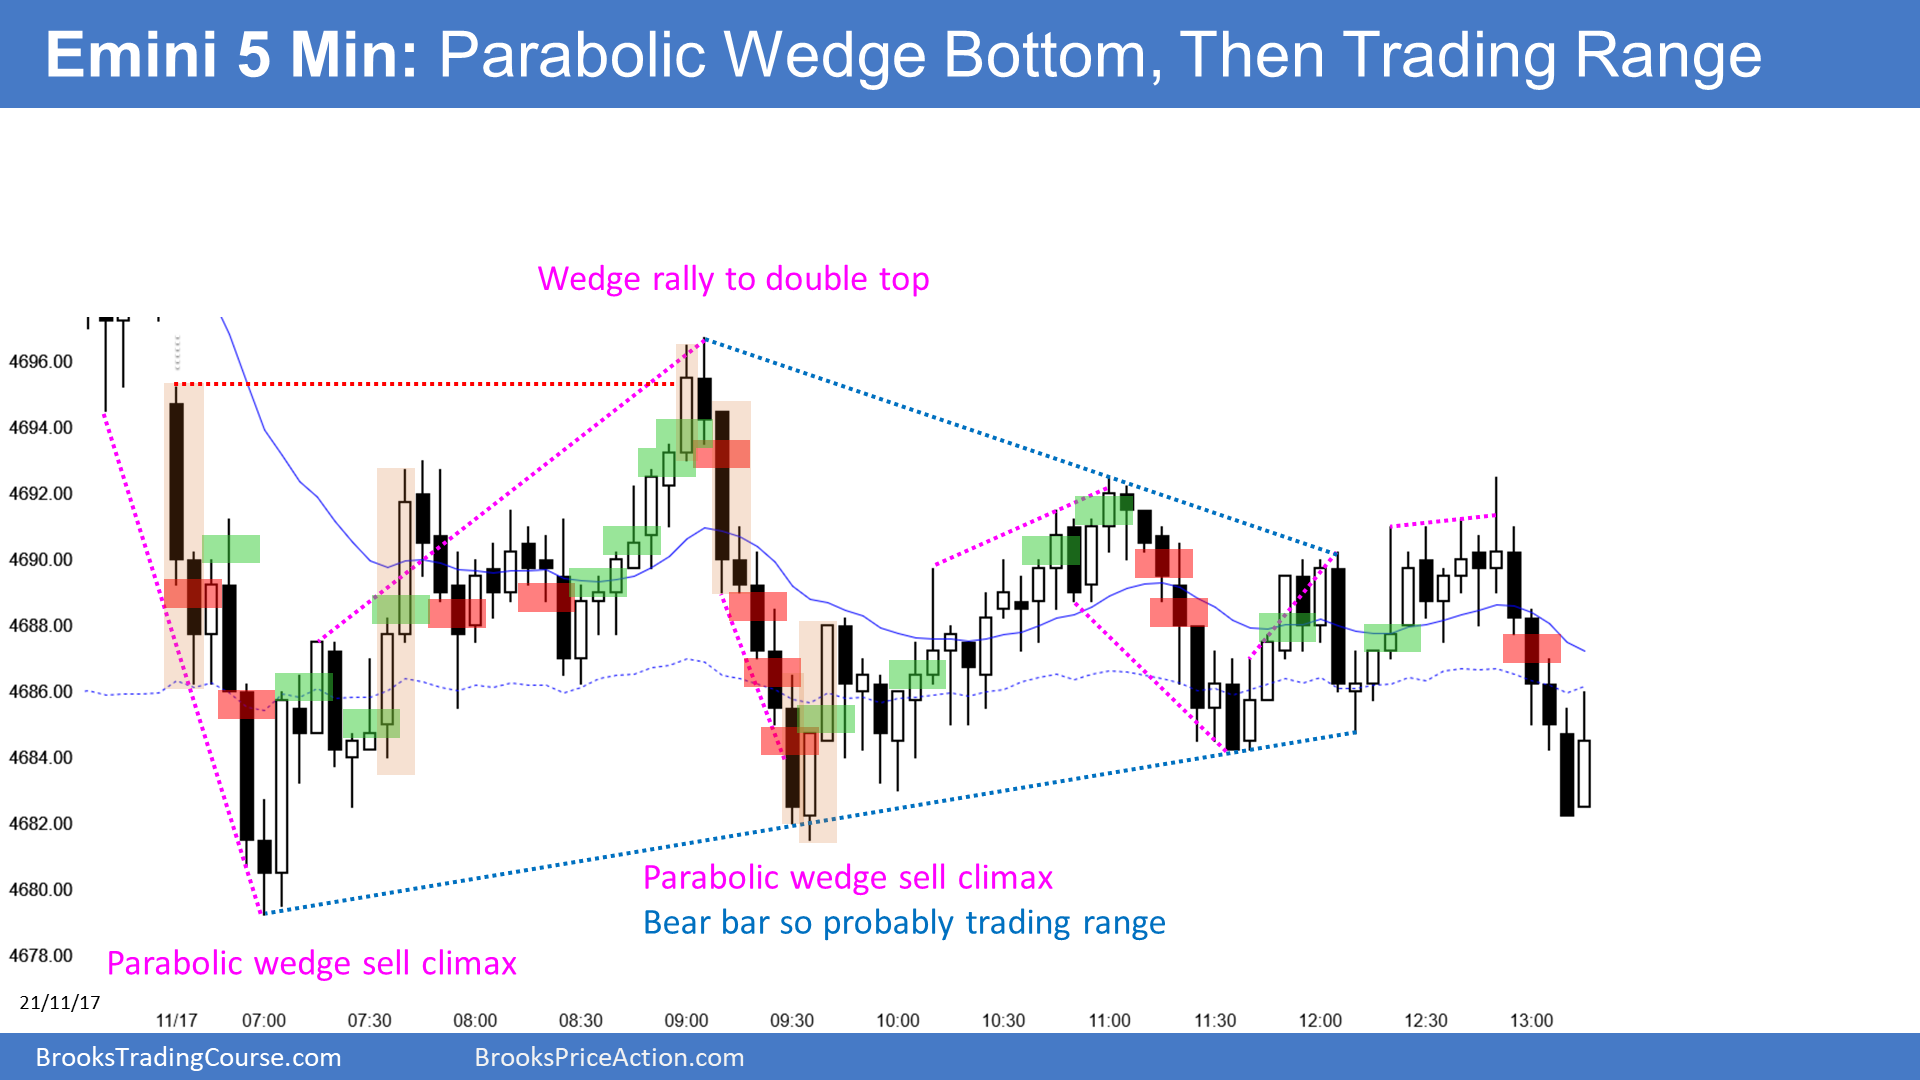 Emini 5 Min: Parabolic Wedge Bottom, Then Trading Range
Wedge rally to double top
4696.00
4694.00
4692.00
4690.00
4688.00
4686.00
4684.00
4682.00
4680.00
4678.00
Parabolic wedge sell climax
Bear bar so probably trading range
Parabolic wedge sell climax
21/11/17
11/17 07:00 07:30 08:00 08:30 09:00 09:30 10:00 10:30 11:00 11:30 12:00 12:30 13:00
BrooksTradingCourse.com BrooksPriceAction.com